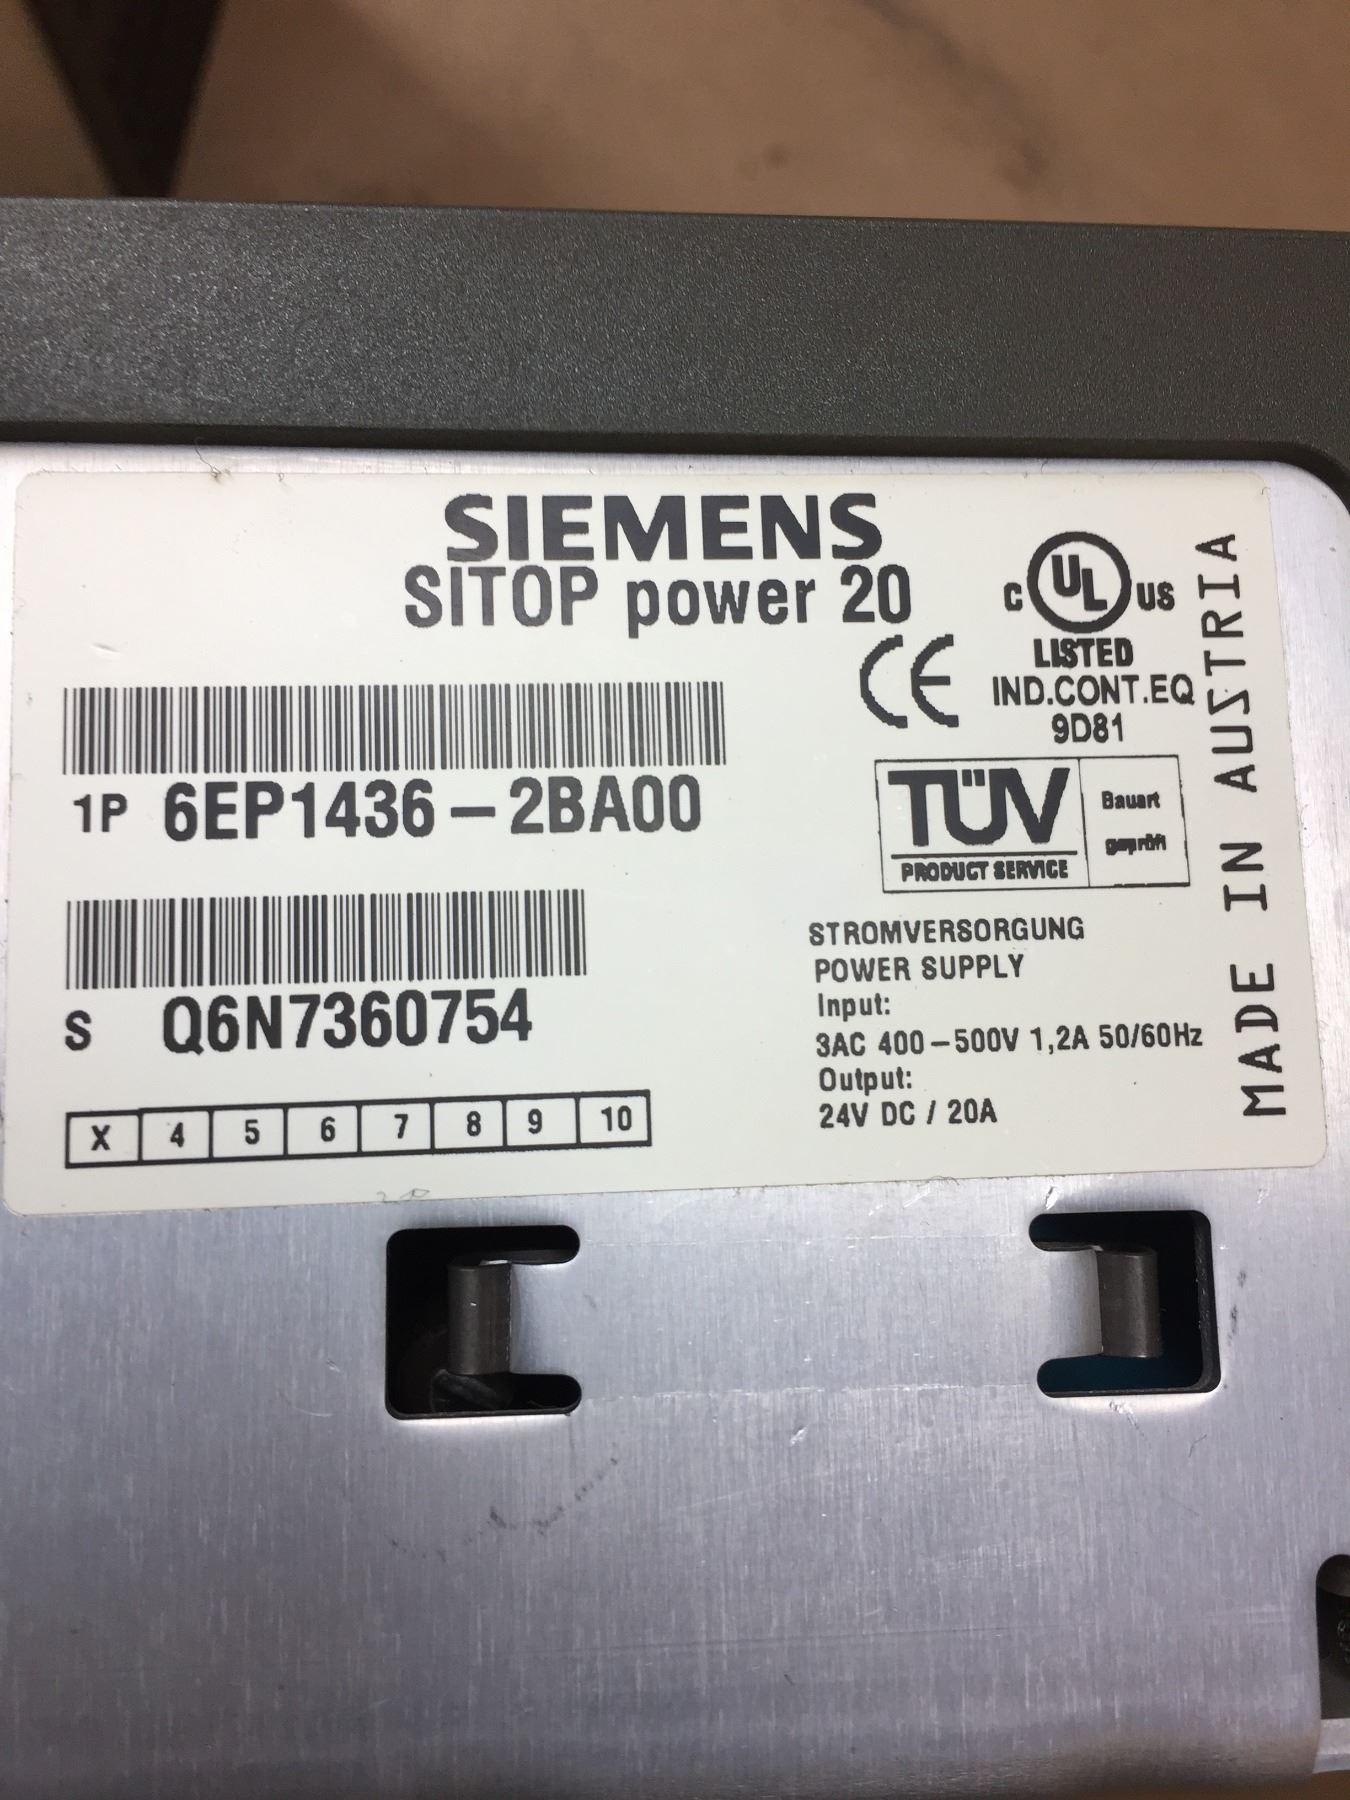 SIEMENS
SITOP power 20
C UL US
LISTED
IND.CONT.EQ
9D81
CE
1P 6EP1436-2BA00
TÜV
PRODUCT SERVICE
Bauart
geprüft
S Q6N7360754
STROMVERSORGUNG
POWER SUPPLY
Input:
3AC 400-500V 1,2A 50/60Hz
Output:
24V DC / 20A
X 4 5 6 7 8 9 10
MADE IN AUSTRIA